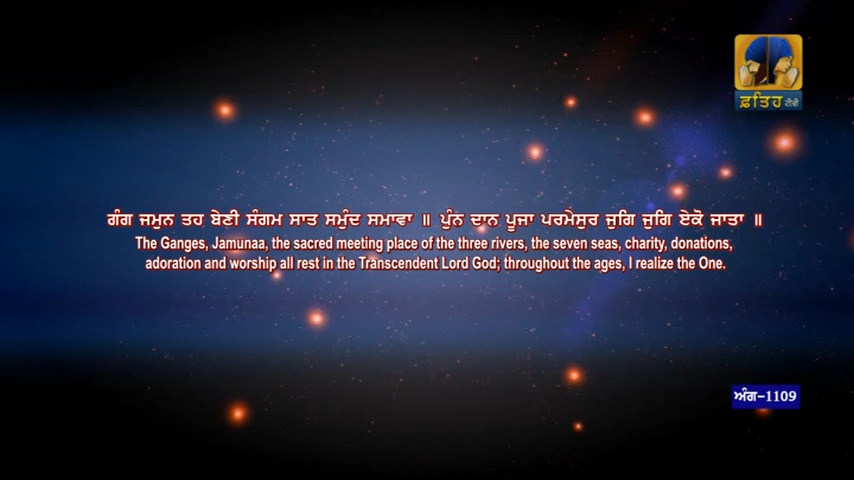 ਫ਼ਤਿਹ ਟੀਵੀ
ਗੰਗ ਜਮੁਨ ਤਹ ਬੇਣੀ ਸੰਗਮ ਸਾਤ ਸਮੁੰਦ ਸਮਾਵਾ ॥ ਪੁੰਨ ਦਾਨ ਪੂਜਾ ਪਰਮੇਸੁਰ ਜੁਗਿ ਜੁਗਿ ਏਕੋ ਜਾਤਾ ॥
The Ganges, Jamunaa, the sacred meeting place of the three rivers, the seven seas, charity, donations,
adoration and worship all rest in the Transcendent Lord God; throughout the ages, I realize the One.
ਅੰਗ-1109